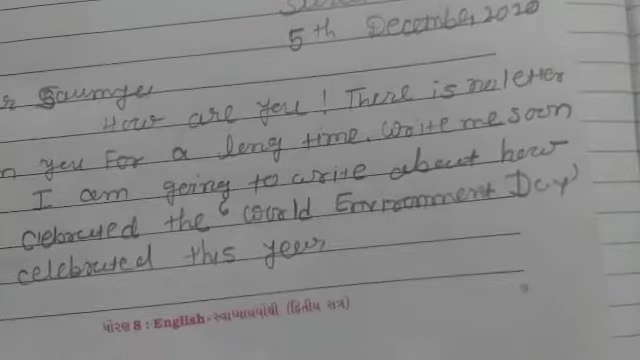 5th December, 2020
Saumya
How are you! There is no letter
you for a long time. Write me soon
I am going to write about how
celebrated the 'World Environment Day'
celebrated this year
ધોરણ 8 : English - સ્વાધ્યાયપોથી (દ્વિતીય સત્ર)